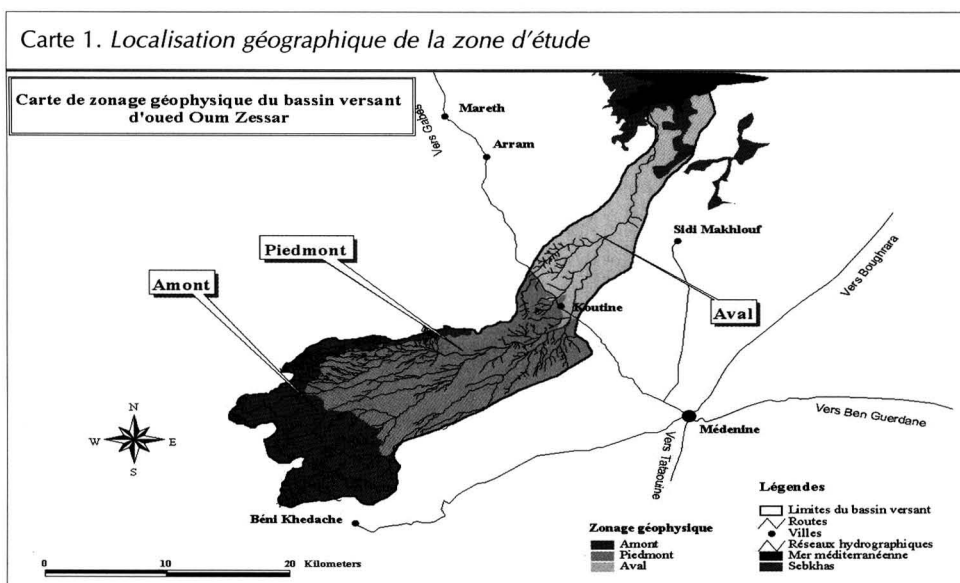 Carte 1. Localisation géographique de la zone d'étude
Carte de zonage géophysique du bassin versant
d'oued Oum Zessar
Vers Gabés
Mareth
Arram
Sidi Makhlouf
Piedmont
Amont
Koutine
Aval
Vers Boughrara
Vers Ben Guerdane
Médenine
Vers Tataouine
Béni Khedache
N
W
E
S
0 10 20 Kilometers
Zonage géophysique
Amont
Piedmont
Aval
Légendes
Limites du bassin versant
Routes
Villes
Réseaux hydrographiques
Mer méditerranéenne
Sebkhas